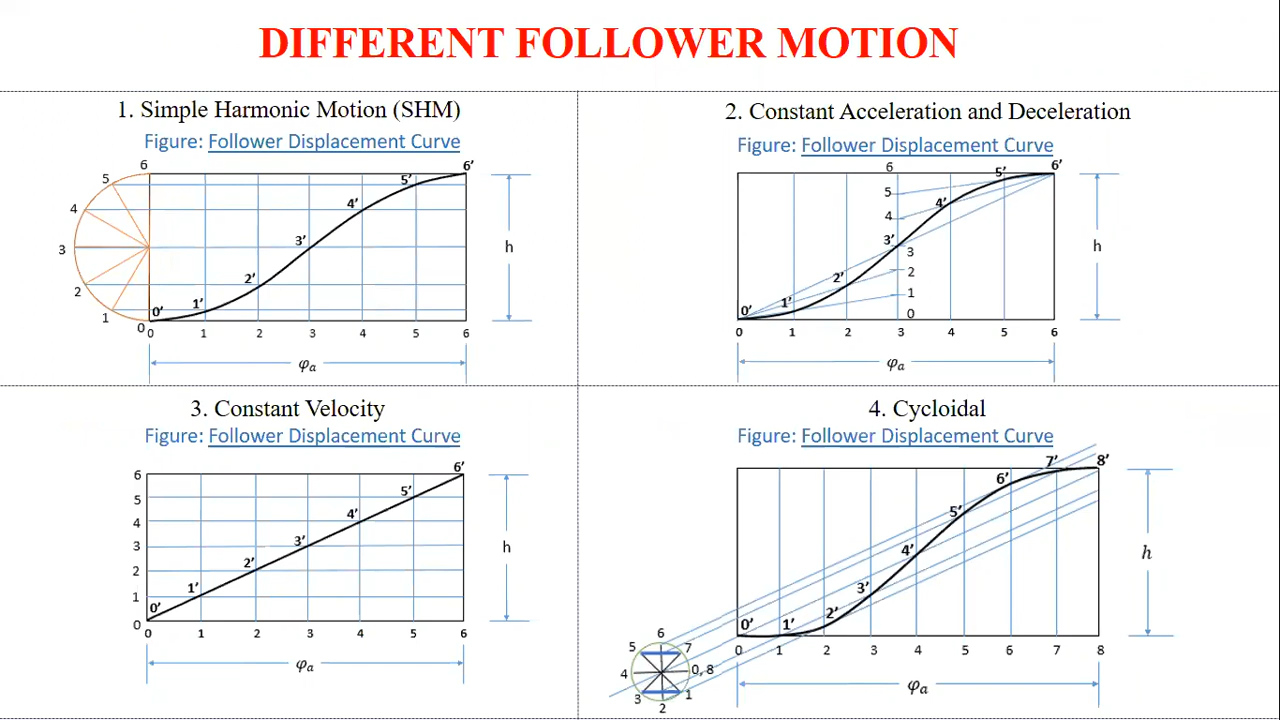 DIFFERENT FOLLOWER MOTION
1. Simple Harmonic Motion (SHM)
Figure: Follower Displacement Curve
6
5
4
3
2
1
0
0’
1’
2’
3’
4’
5’
6’
h
0 1 2 3 4 5 6
φa
2. Constant Acceleration and Deceleration
Figure: Follower Displacement Curve
6
5
4
3
2
1
0
0’
1’
2’
3’
4’
5’
6’
h
0 1 2 3 4 5 6
φa
3. Constant Velocity
Figure: Follower Displacement Curve
6
5
4
3
2
1
0
0’
1’
2’
3’
4’
5’
6’
h
0 1 2 3 4 5 6
φa
4. Cycloidal
Figure: Follower Displacement Curve
0’
1’
2’
3’
4’
5’
6’
7’
8’
h
6
5 7
4 0, 8
3 1
2
0 1 2 3 4 5 6 7 8
φa